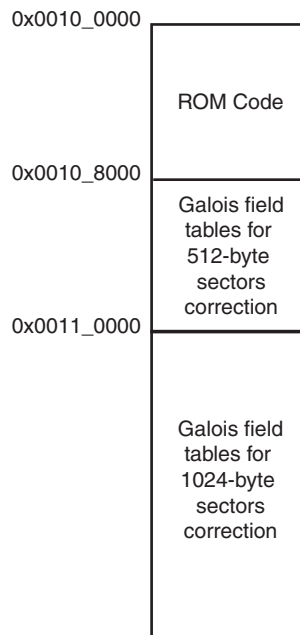 0x0010_0000
ROM Code
0x0010_8000
Galois field
tables for
512-byte
sectors
correction
0x0011_0000
Galois field
tables for
1024-byte
sectors
correction